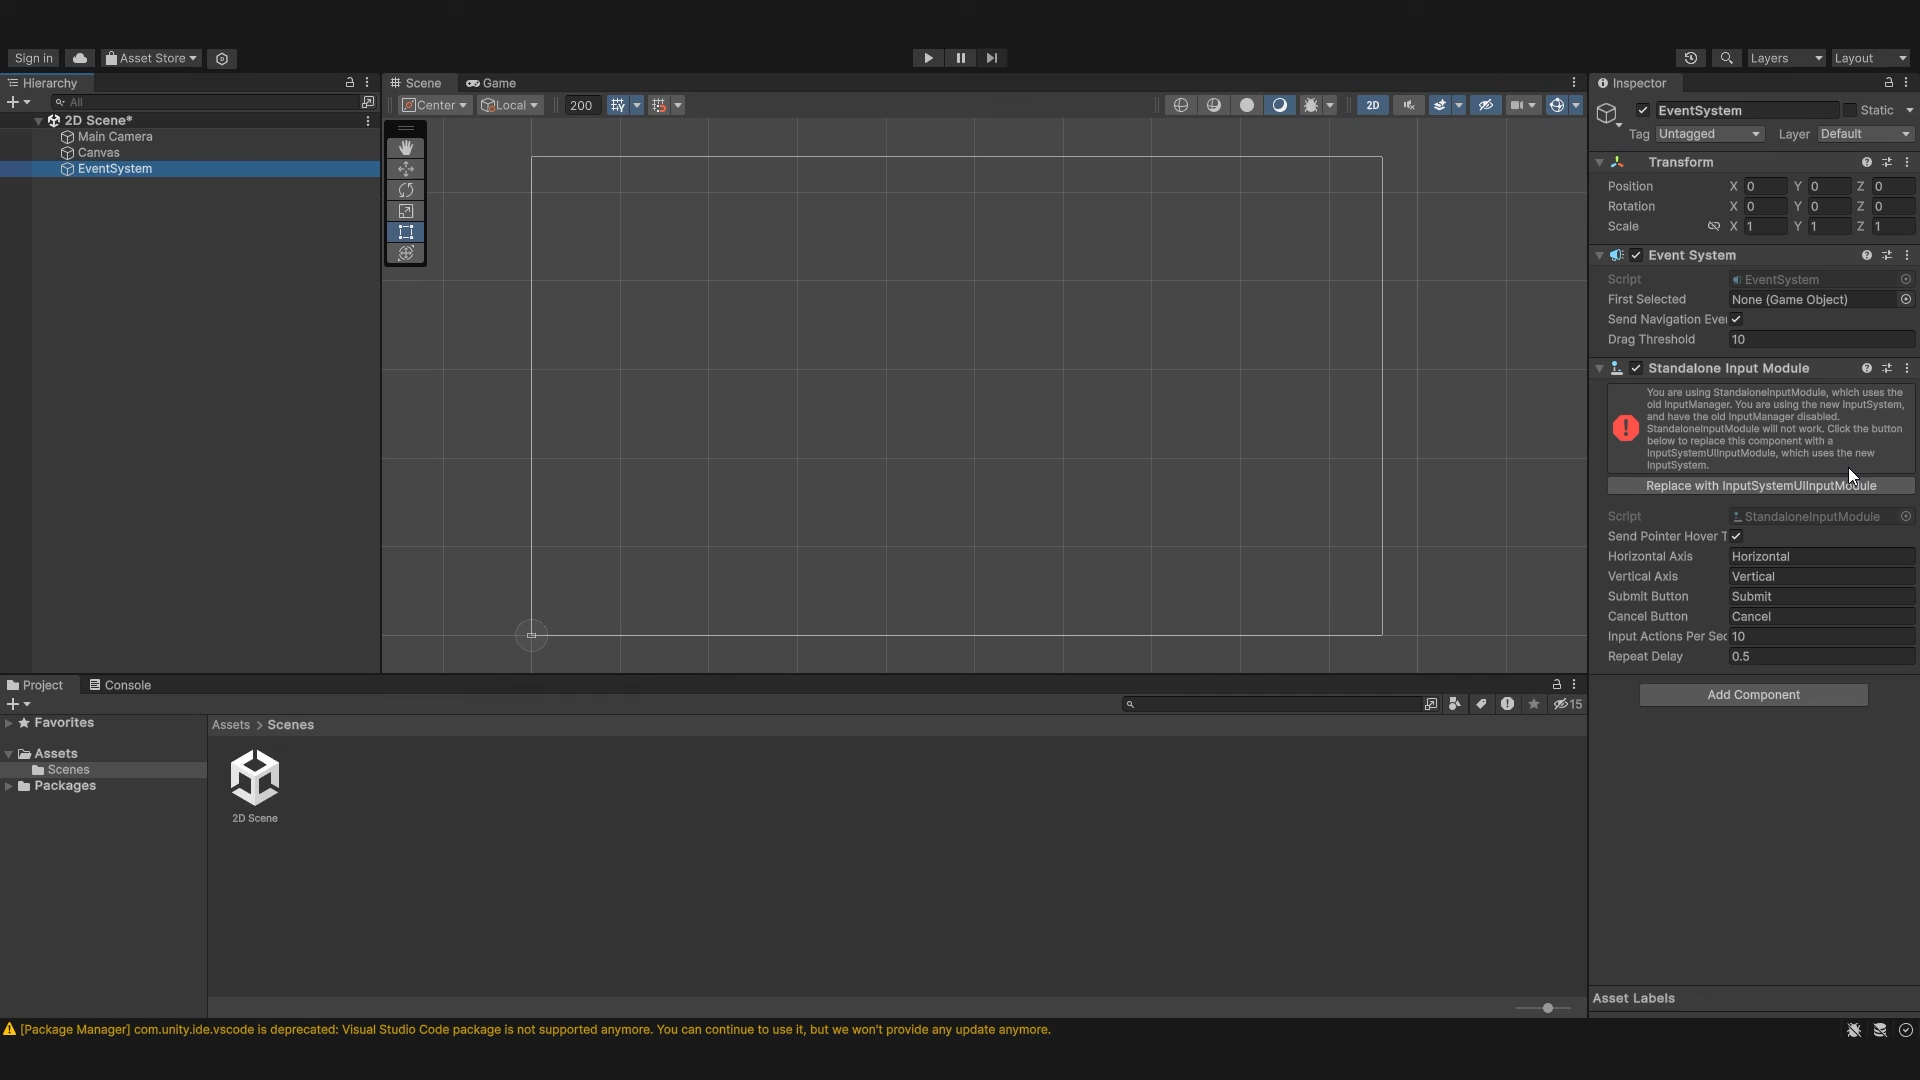 Sign in
Asset Store
Layers
Layout
Hierarchy
All
2D Scene*
Main Camera
Canvas
EventSystem
Scene
Game
Center
Local
200
2D
Inspector
EventSystem
Static
Tag Untagged
Layer Default
Transform
Position X 0 Y 0 Z 0
Rotation X 0 Y 0 Z 0
Scale X 1 Y 1 Z 1
Event System
Script EventSystem
First Selected None (Game Object)
Send Navigation Eve
Drag Threshold 10
Standalone Input Module
You are using StandaloneInputModule, which uses the
old InputManager. You are using the new InputSystem,
and have the old InputManager disabled.
StandaloneInputModule will not work. Click the button
below to replace this component with a
InputSystemUIInputModule, which uses the new
InputSystem.
Replace with InputSystemUIInputModule
Script StandaloneInputModule
Send Pointer Hover T
Horizontal Axis Horizontal
Vertical Axis Vertical
Submit Button Submit
Cancel Button Cancel
Input Actions Per Sec 10
Repeat Delay 0.5
Add Component
Asset Labels
Project
Console
15
Favorites
Assets
Scenes
Packages
Assets > Scenes
2D Scene
[Package Manager] com.unity.ide.vscode is deprecated: Visual Studio Code package is not supported anymore. You can continue to use it, but we won't provide any update anymore.